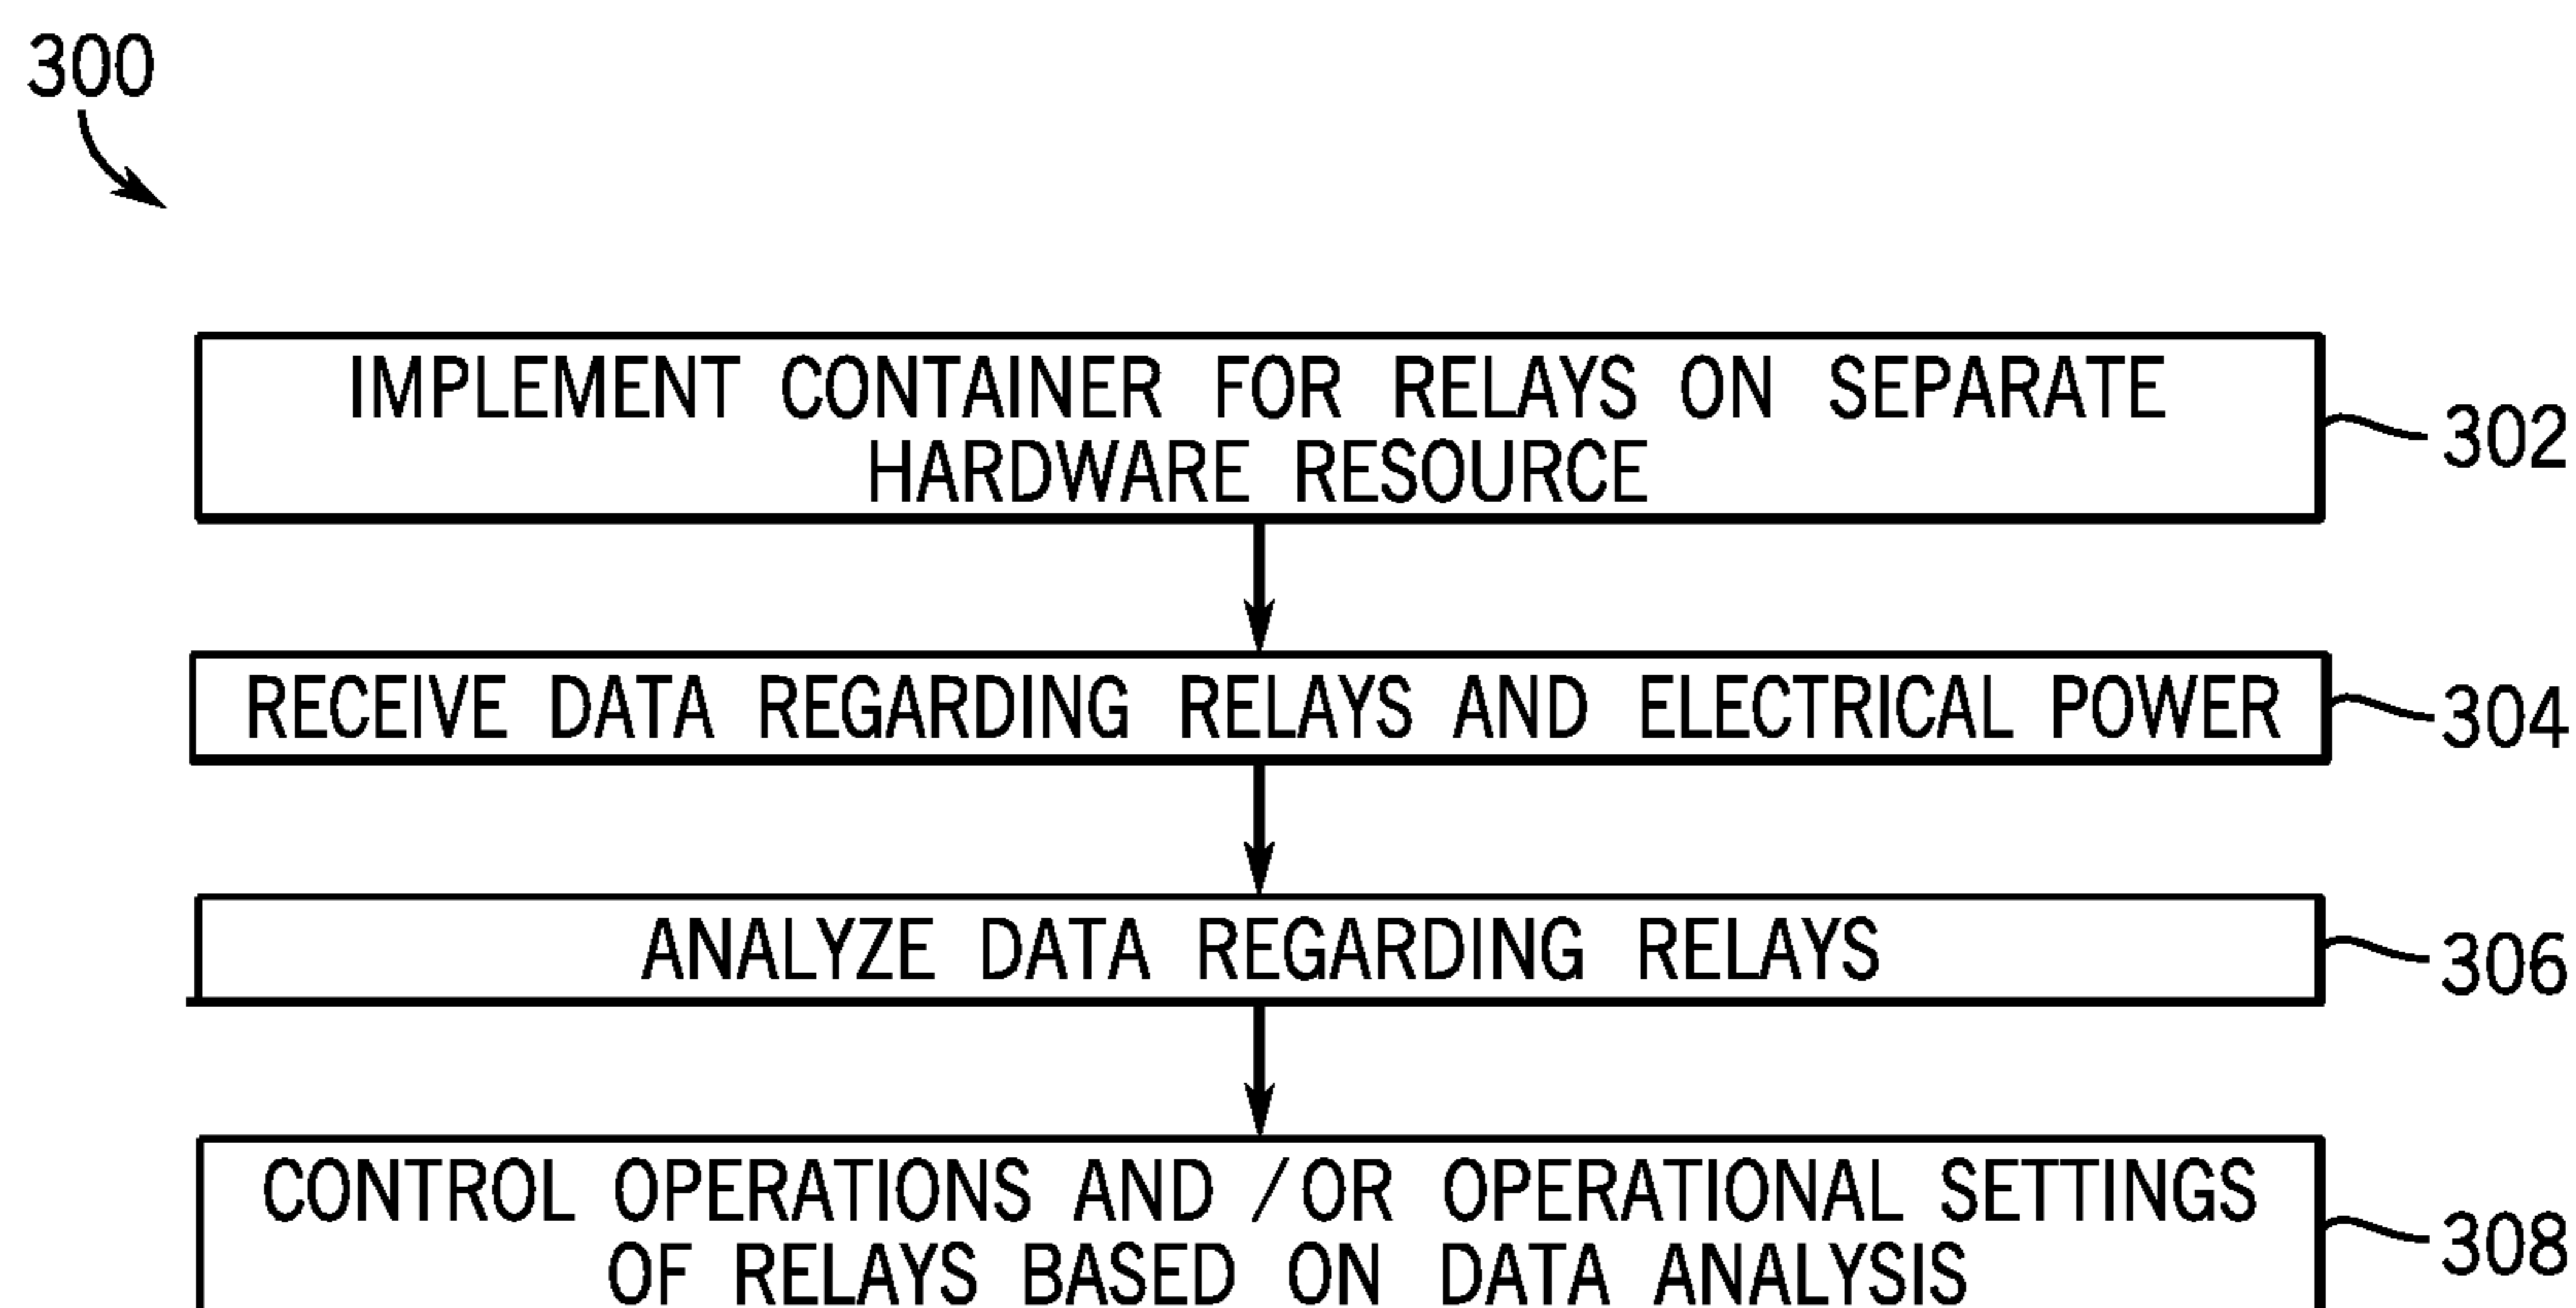 300
IMPLEMENT CONTAINER FOR RELAYS ON SEPARATE
HARDWARE RESOURCE
302
RECEIVE DATA REGARDING RELAYS AND ELECTRICAL POWER
304
ANALYZE DATA REGARDING RELAYS
306
CONTROL OPERATIONS AND /OR OPERATIONAL SETTINGS
OF RELAYS BASED ON DATA ANALYSIS
308